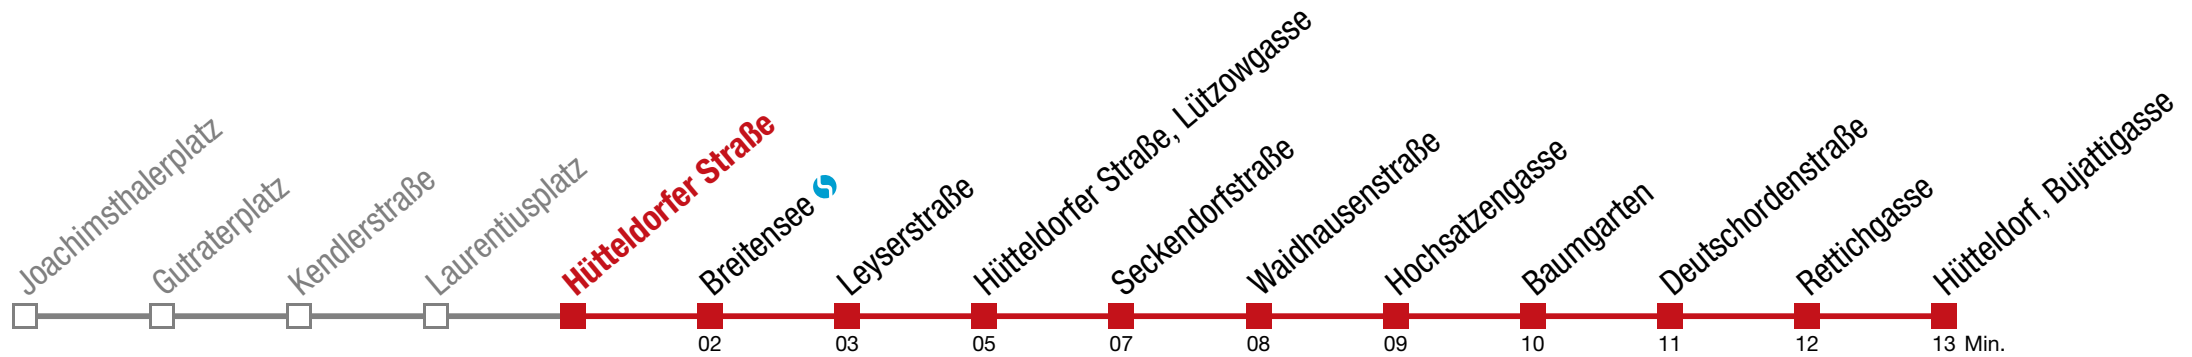 Joachimsthalerplatz
Gutraterplatz
Kendlerstraße
Laurentiusplatz
Hütteldorfer Straße
Breitensee
Leyserstraße
Hütteldorfer Straße, Lützowgasse
Seckendorfstraße
Waidhausenstraße
Hochsatzengasse
Baumgarten
Deutschordenstraße
Rettichgasse
Hütteldorf, Bujattigasse
02 03 05 07 08 09 10 11 12 13 Min.